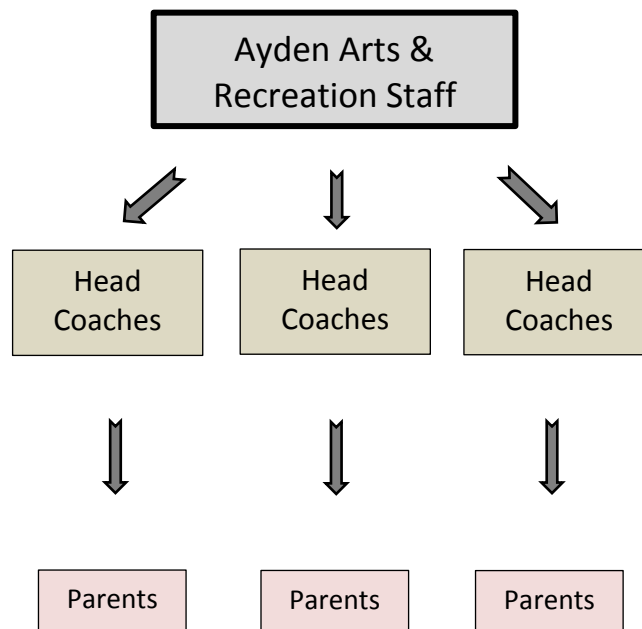 Ayden Arts &
Recreation Staff
Head
Coaches
Head
Coaches
Head
Coaches
Parents
Parents
Parents